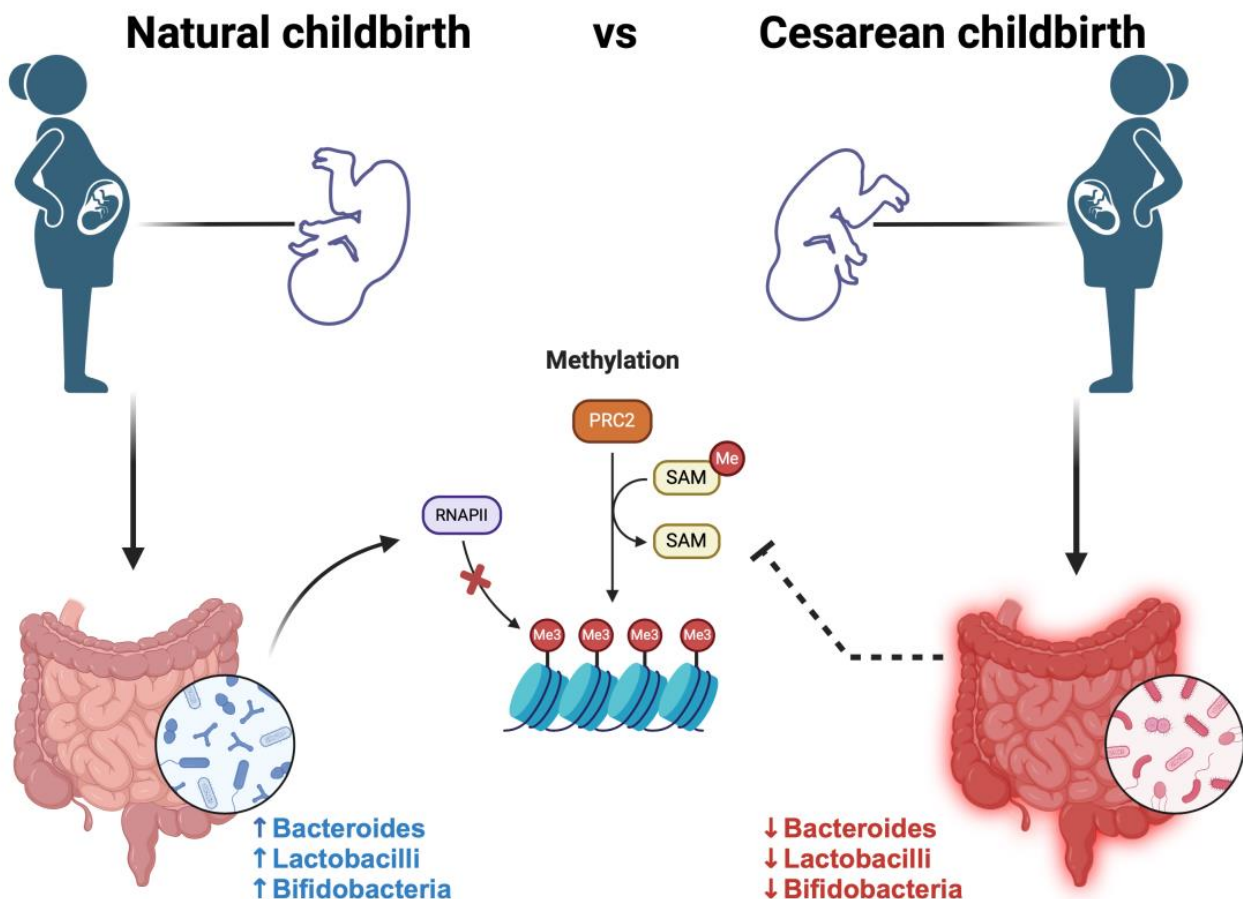 Natural childbirth vs Cesarean childbirth
Methylation
PRC2
Me
SAM
RNAPII
SAM
Me3 Me3 Me3 Me3
↑ Bacteroides
↑ Lactobacilli
↑ Bifidobacteria
↓ Bacteroides
↓ Lactobacilli
↓ Bifidobacteria